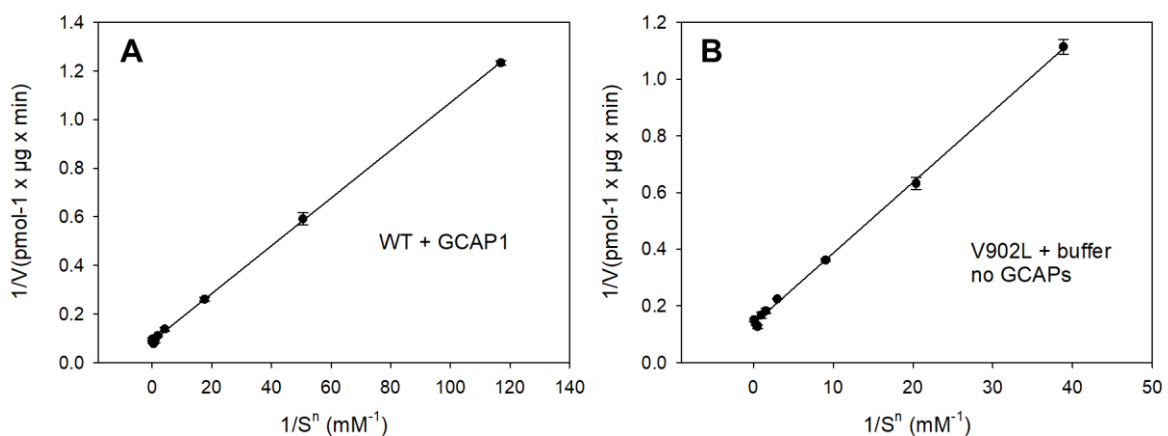 A
1/V(pmol-1 x µg x min)
1.4
1.2
1.0
0.8
0.6
0.4
0.2
0.0
WT + GCAP1
0 20 40 60 80 100 120 140
1/Sⁿ (mM⁻¹)
B
1/V(pmol-1 x µg x min)
1.2
1.0
0.8
0.6
0.4
0.2
0.0
V902L + buffer
no GCAPs
0 10 20 30 40 50
1/Sⁿ (mM⁻¹)